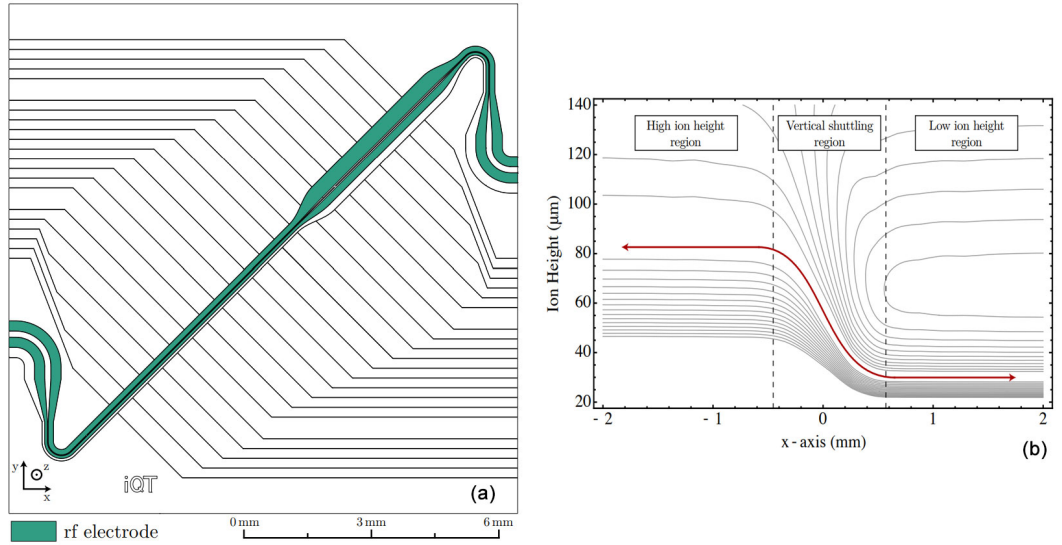 y
z
x
iQT
(a)
rf electrode
0 mm
3 mm
6 mm
140
120
100
80
60
40
20
Ion Height (μm)
High ion height
region
Vertical shuttling
region
Low ion height
region
- 2
- 1
0
1
2
x - axis (mm)
(b)